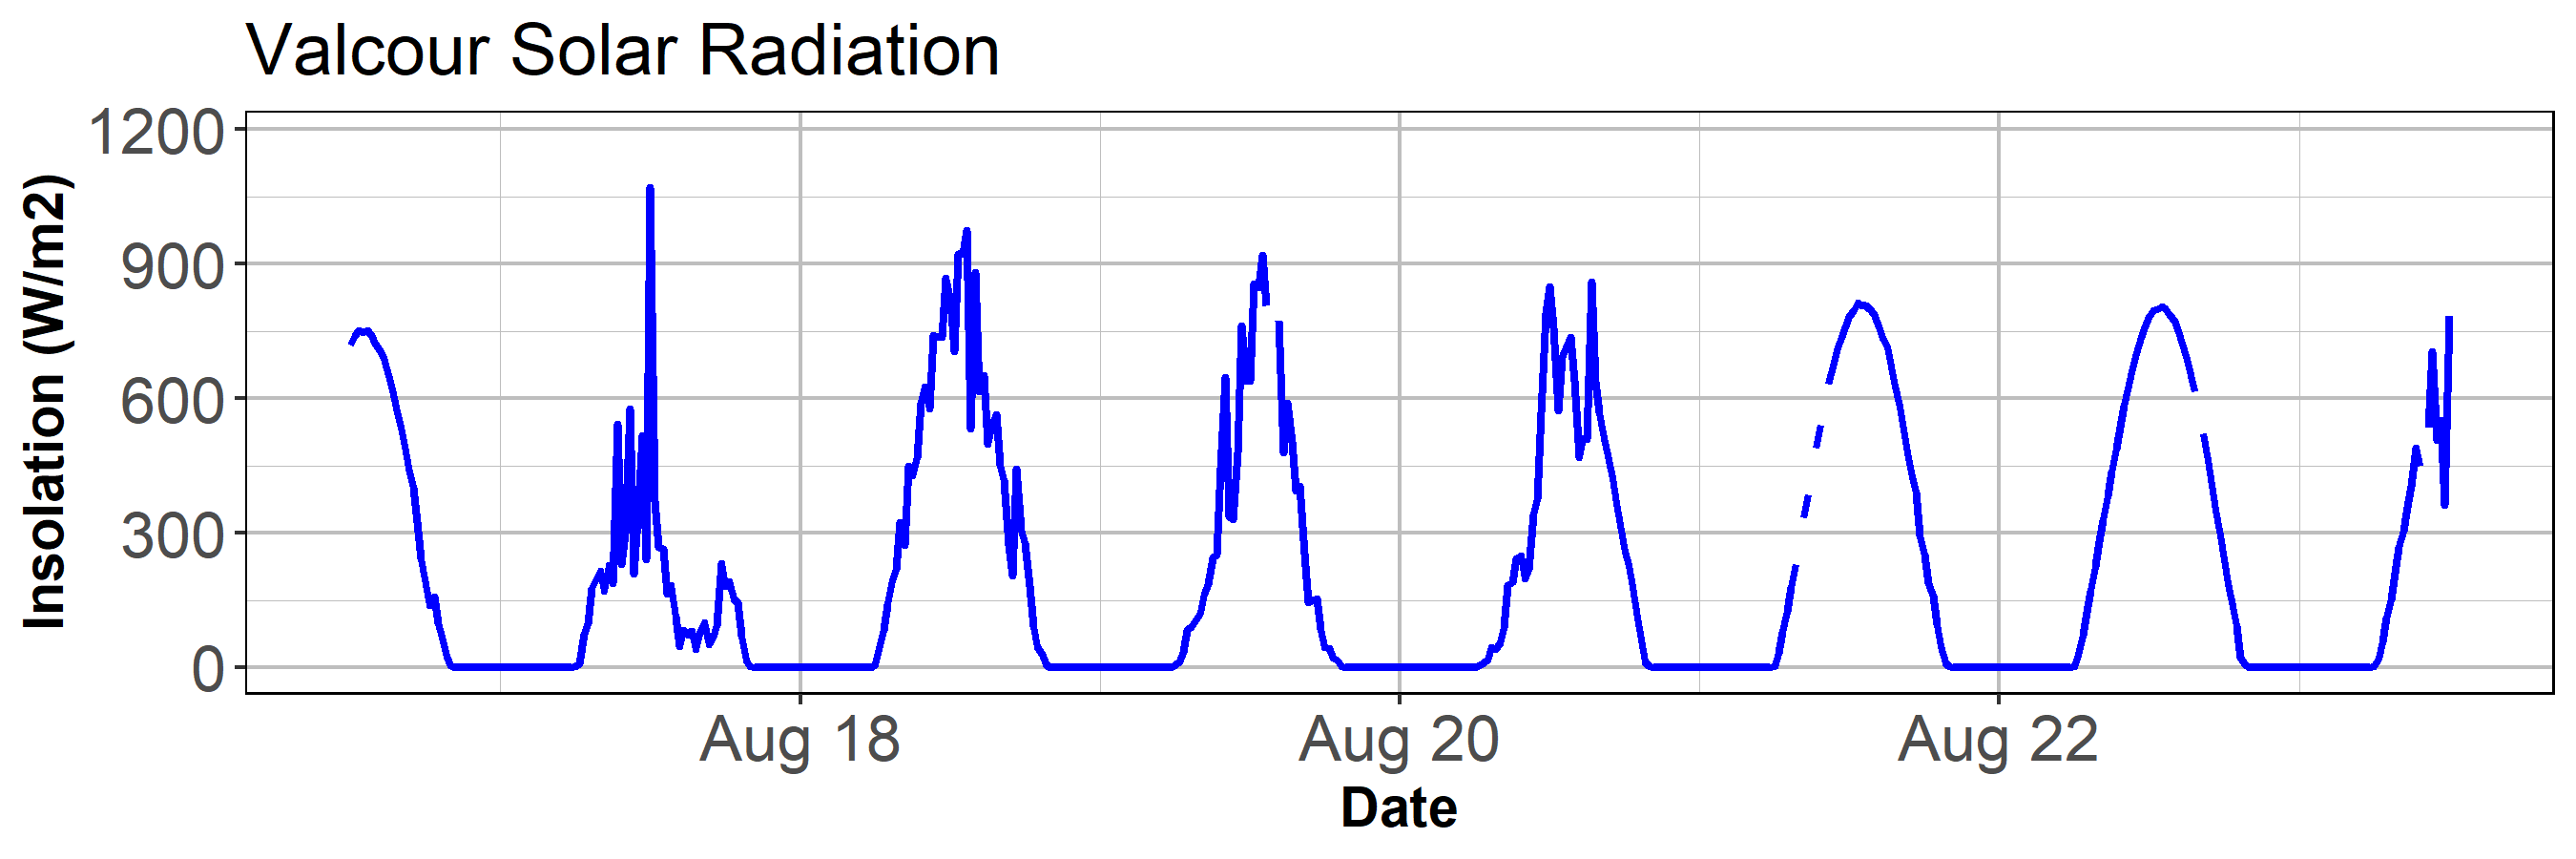 Valcour Solar Radiation
1200
900
600
300
0
Insolation (W/m2)
Aug 18 Aug 20 Aug 22
Date